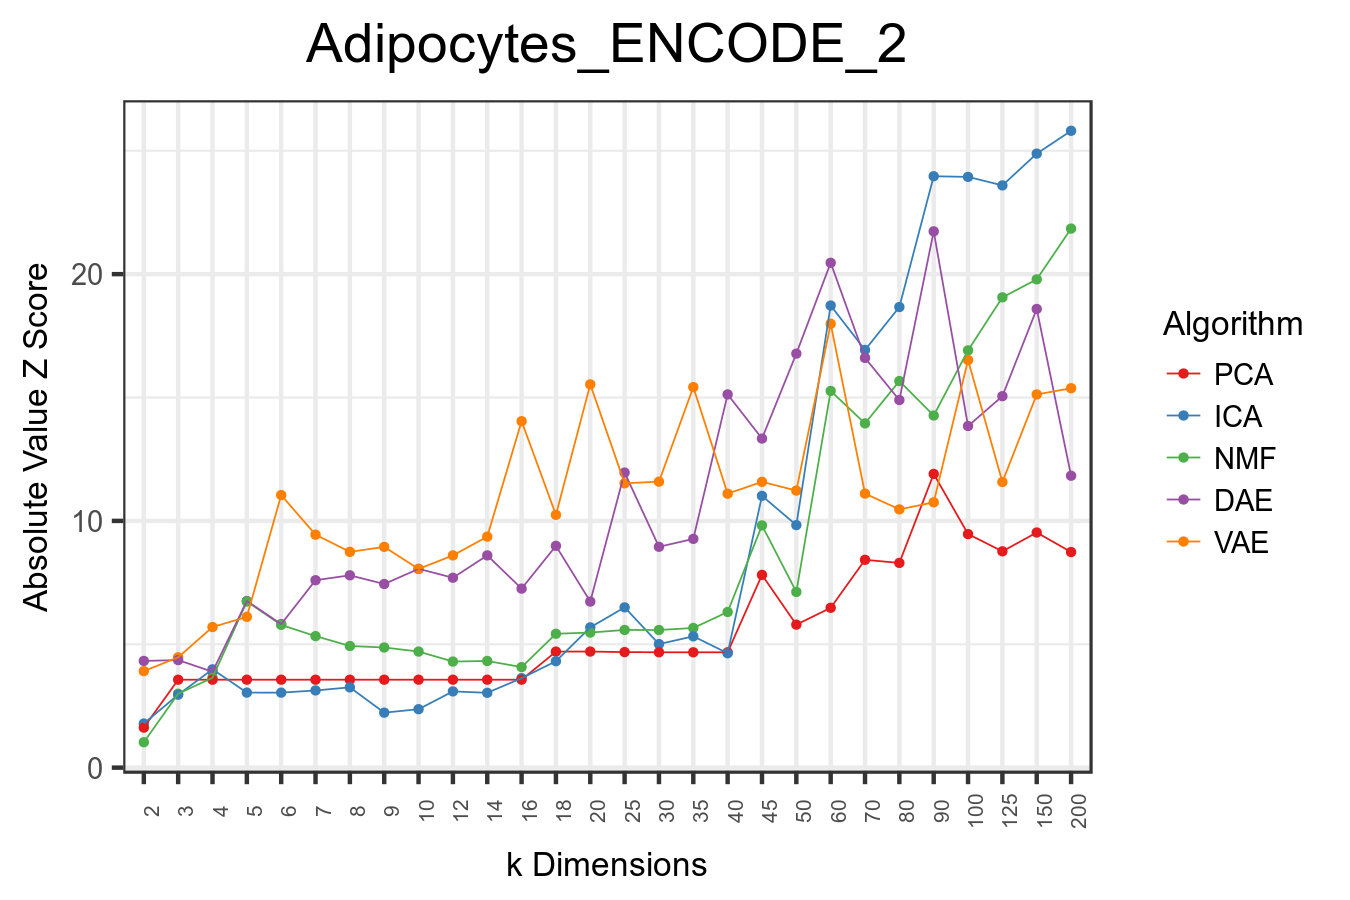 Adipocytes_ENCODE_2
Absolute Value Z Score
20
10
0
2 3 4 5 6 7 8 9 10 12 14 16 18 20 25 30 35 40 45 50 60 70 80 90 100 125 150 200
k Dimensions
Algorithm
PCA
ICA
NMF
DAE
VAE